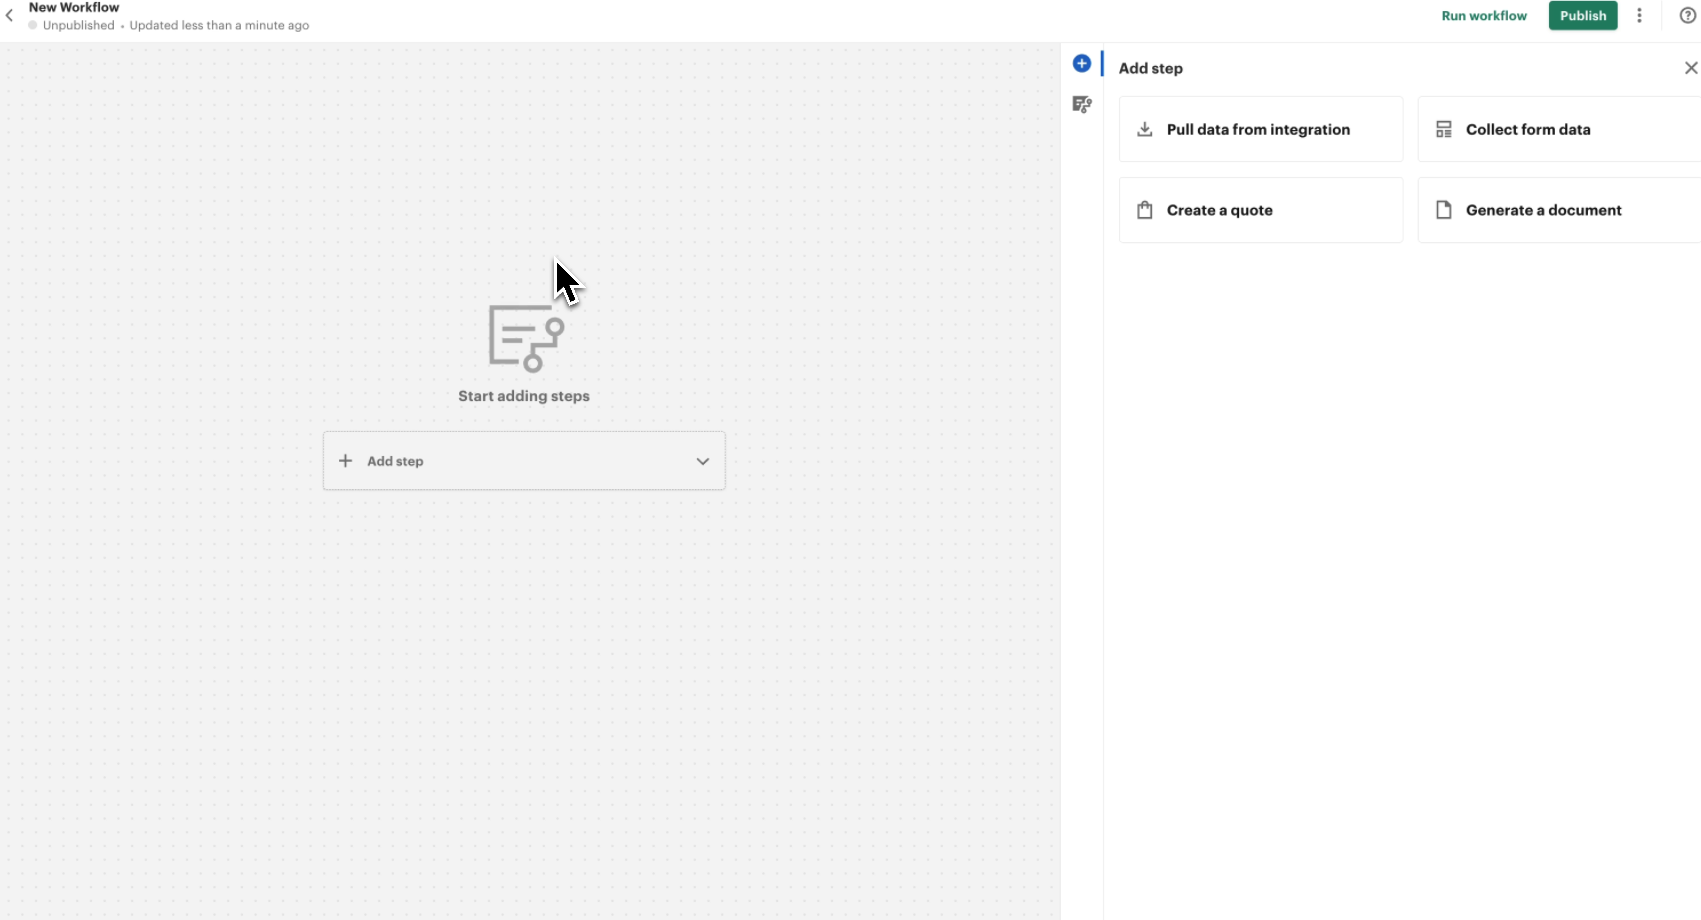 New Workflow
Unpublished • Updated less than a minute ago
Run workflow
Publish
Add step
Pull data from integration
Collect form data
Create a quote
Generate a document
Start adding steps
Add step